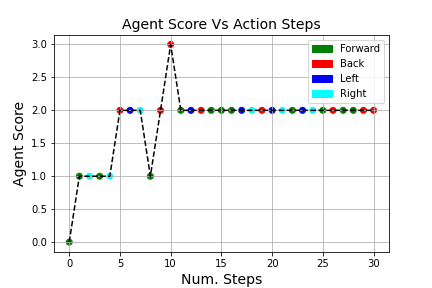 Agent Score Vs Action Steps
3.0
2.5
2.0
1.5
1.0
0.5
0.0
Agent Score
Forward
Back
Left
Right
0 5 10 15 20 25 30
Num. Steps